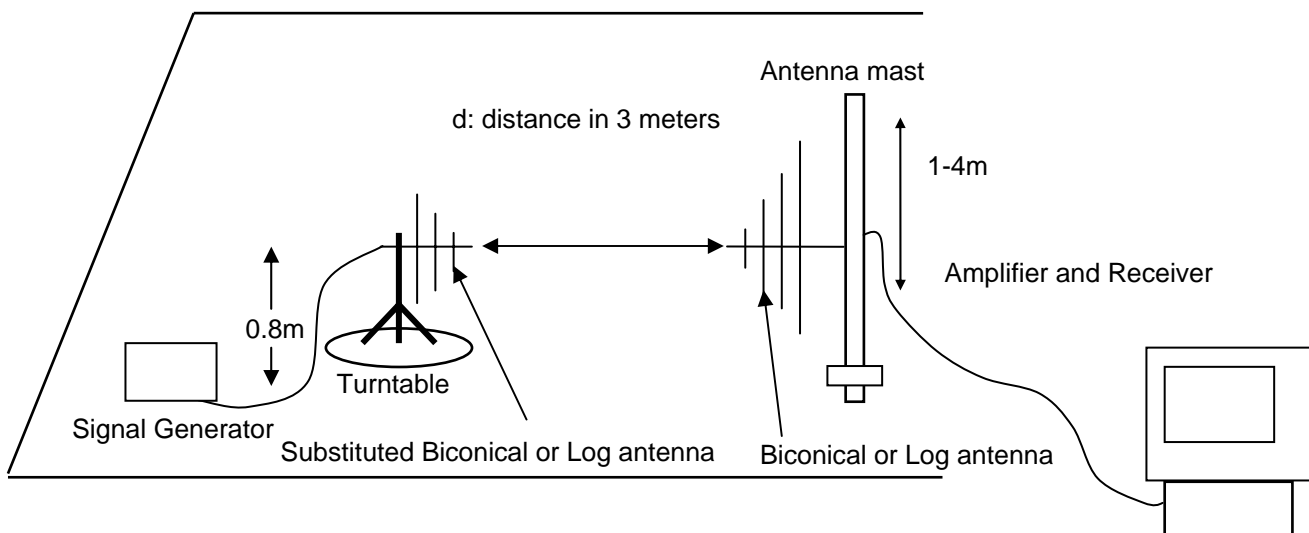 Antenna mast
d: distance in 3 meters
1-4m
Amplifier and Receiver
0.8m
Turntable
Signal Generator
Substituted Biconical or Log antenna
Biconical or Log antenna